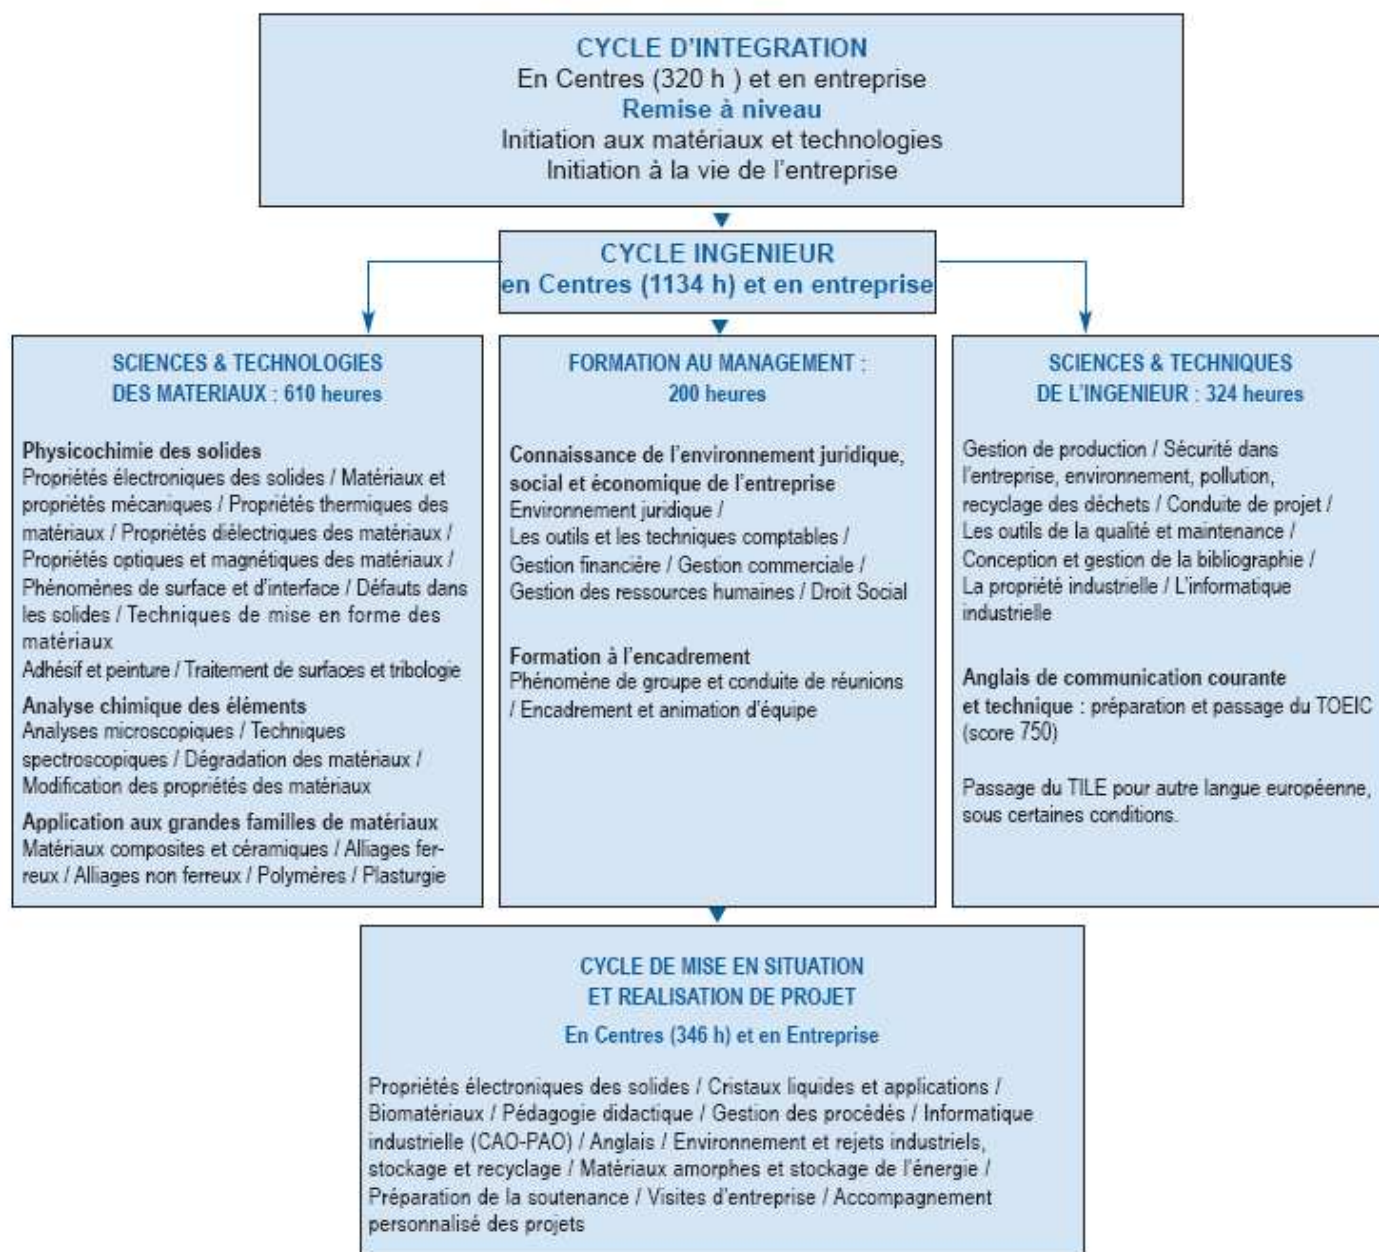 CYCLE D'INTEGRATION
En Centres (320 h ) et en entreprise
Remise à niveau
Initiation aux matériaux et technologies
Initiation à la vie de l'entreprise
CYCLE INGENIEUR
en Centres (1134 h) et en entreprise
SCIENCES & TECHNOLOGIES
DES MATERIAUX : 610 heures
Physicochimie des solides
Propriétés électroniques des solides / Matériaux et
propriétés mécaniques / Propriétés thermiques des
matériaux / Propriétés diélectriques des matériaux /
Propriétés optiques et magnétiques des matériaux /
Phénomènes de surface et d'interface / Défauts dans
les solides / Techniques de mise en forme des
matériaux
Adhésif et peinture / Traitement de surfaces et tribologie
Analyse chimique des éléments
Analyses microscopiques / Techniques
spectroscopiques / Dégradation des matériaux /
Modification des propriétés des matériaux
Application aux grandes familles de matériaux
Matériaux composites et céramiques / Alliages fer-
reux / Alliages non ferreux / Polymères / Plasturgie
FORMATION AU MANAGEMENT :
200 heures
Connaissance de l'environnement juridique,
social et économique de l'entreprise
Environnement juridique /
Les outils et les techniques comptables /
Gestion financière / Gestion commerciale /
Gestion des ressources humaines / Droit Social
Formation à l'encadrement
Phénomène de groupe et conduite de réunions
/ Encadrement et animation d'équipe
SCIENCES & TECHNIQUES
DE L'INGENIEUR : 324 heures
Gestion de production / Sécurité dans
l'entreprise, environnement, pollution,
recyclage des déchets / Conduite de projet /
Les outils de la qualité et maintenance /
Conception et gestion de la bibliographie /
La propriété industrielle / L'informatique
industrielle
Anglais de communication courante
et technique : préparation et passage du TOEIC
(score 750)
Passage du TILE pour autre langue européenne,
sous certaines conditions.
CYCLE DE MISE EN SITUATION
ET REALISATION DE PROJET
En Centres (346 h) et en Entreprise
Propriétés électroniques des solides / Cristaux liquides et applications /
Biomatériaux / Pédagogie didactique / Gestion des procédés / Informatique
industrielle (CAO-PAO) / Anglais / Environnement et rejets industriels,
stockage et recyclage / Matériaux amorphes et stockage de l'énergie /
Préparation de la soutenance / Visites d'entreprise / Accompagnement
personnalisé des projets